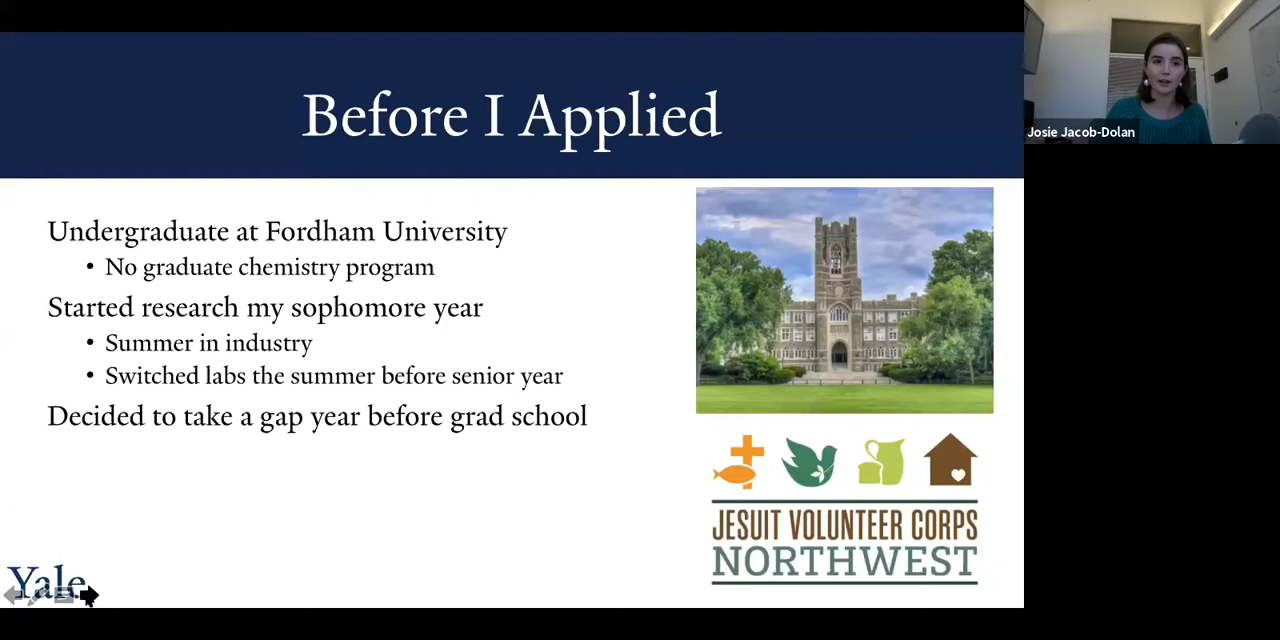 Before I Applied
Josie Jacob-Dolan
Undergraduate at Fordham University
• No graduate chemistry program
Started research my sophomore year
• Summer in industry
• Switched labs the summer before senior year
Decided to take a gap year before grad school
JESUIT VOLUNTEER CORPS
NORTHWEST
Yale